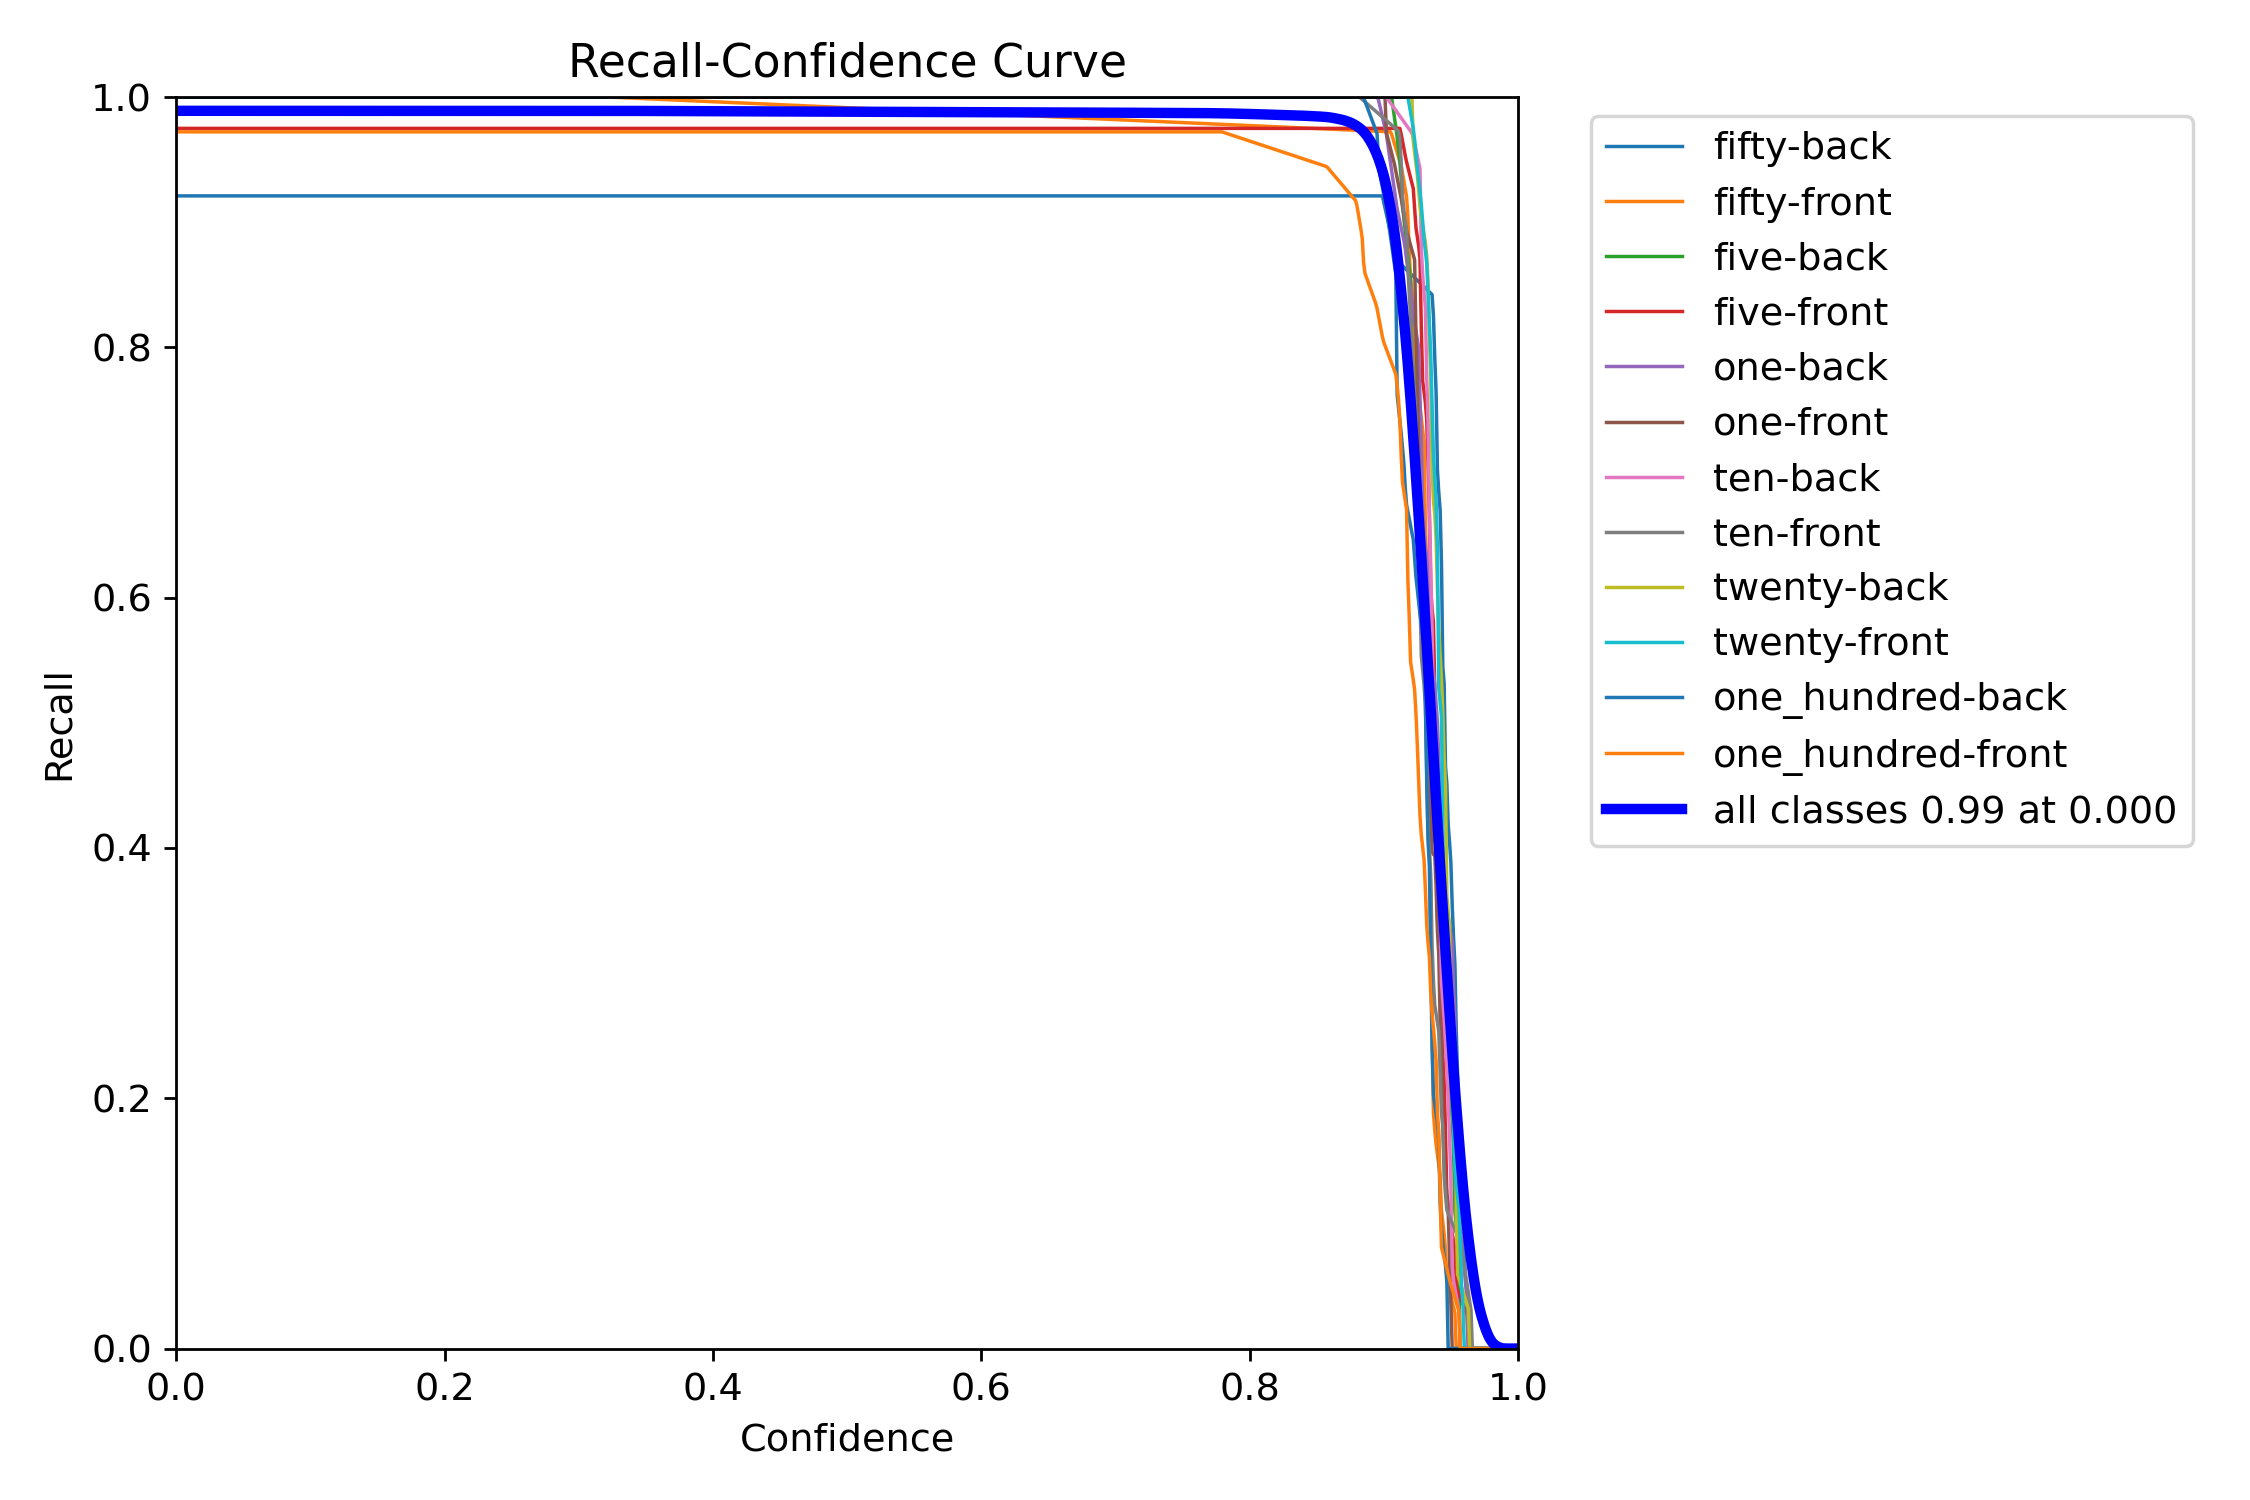 Recall-Confidence Curve
1.0
0.8
0.6
0.4
0.2
0.0
Recall
0.0 0.2 0.4 0.6 0.8 1.0
Confidence
fifty-back
fifty-front
five-back
five-front
one-back
one-front
ten-back
ten-front
twenty-back
twenty-front
one_hundred-back
one_hundred-front
all classes 0.99 at 0.000